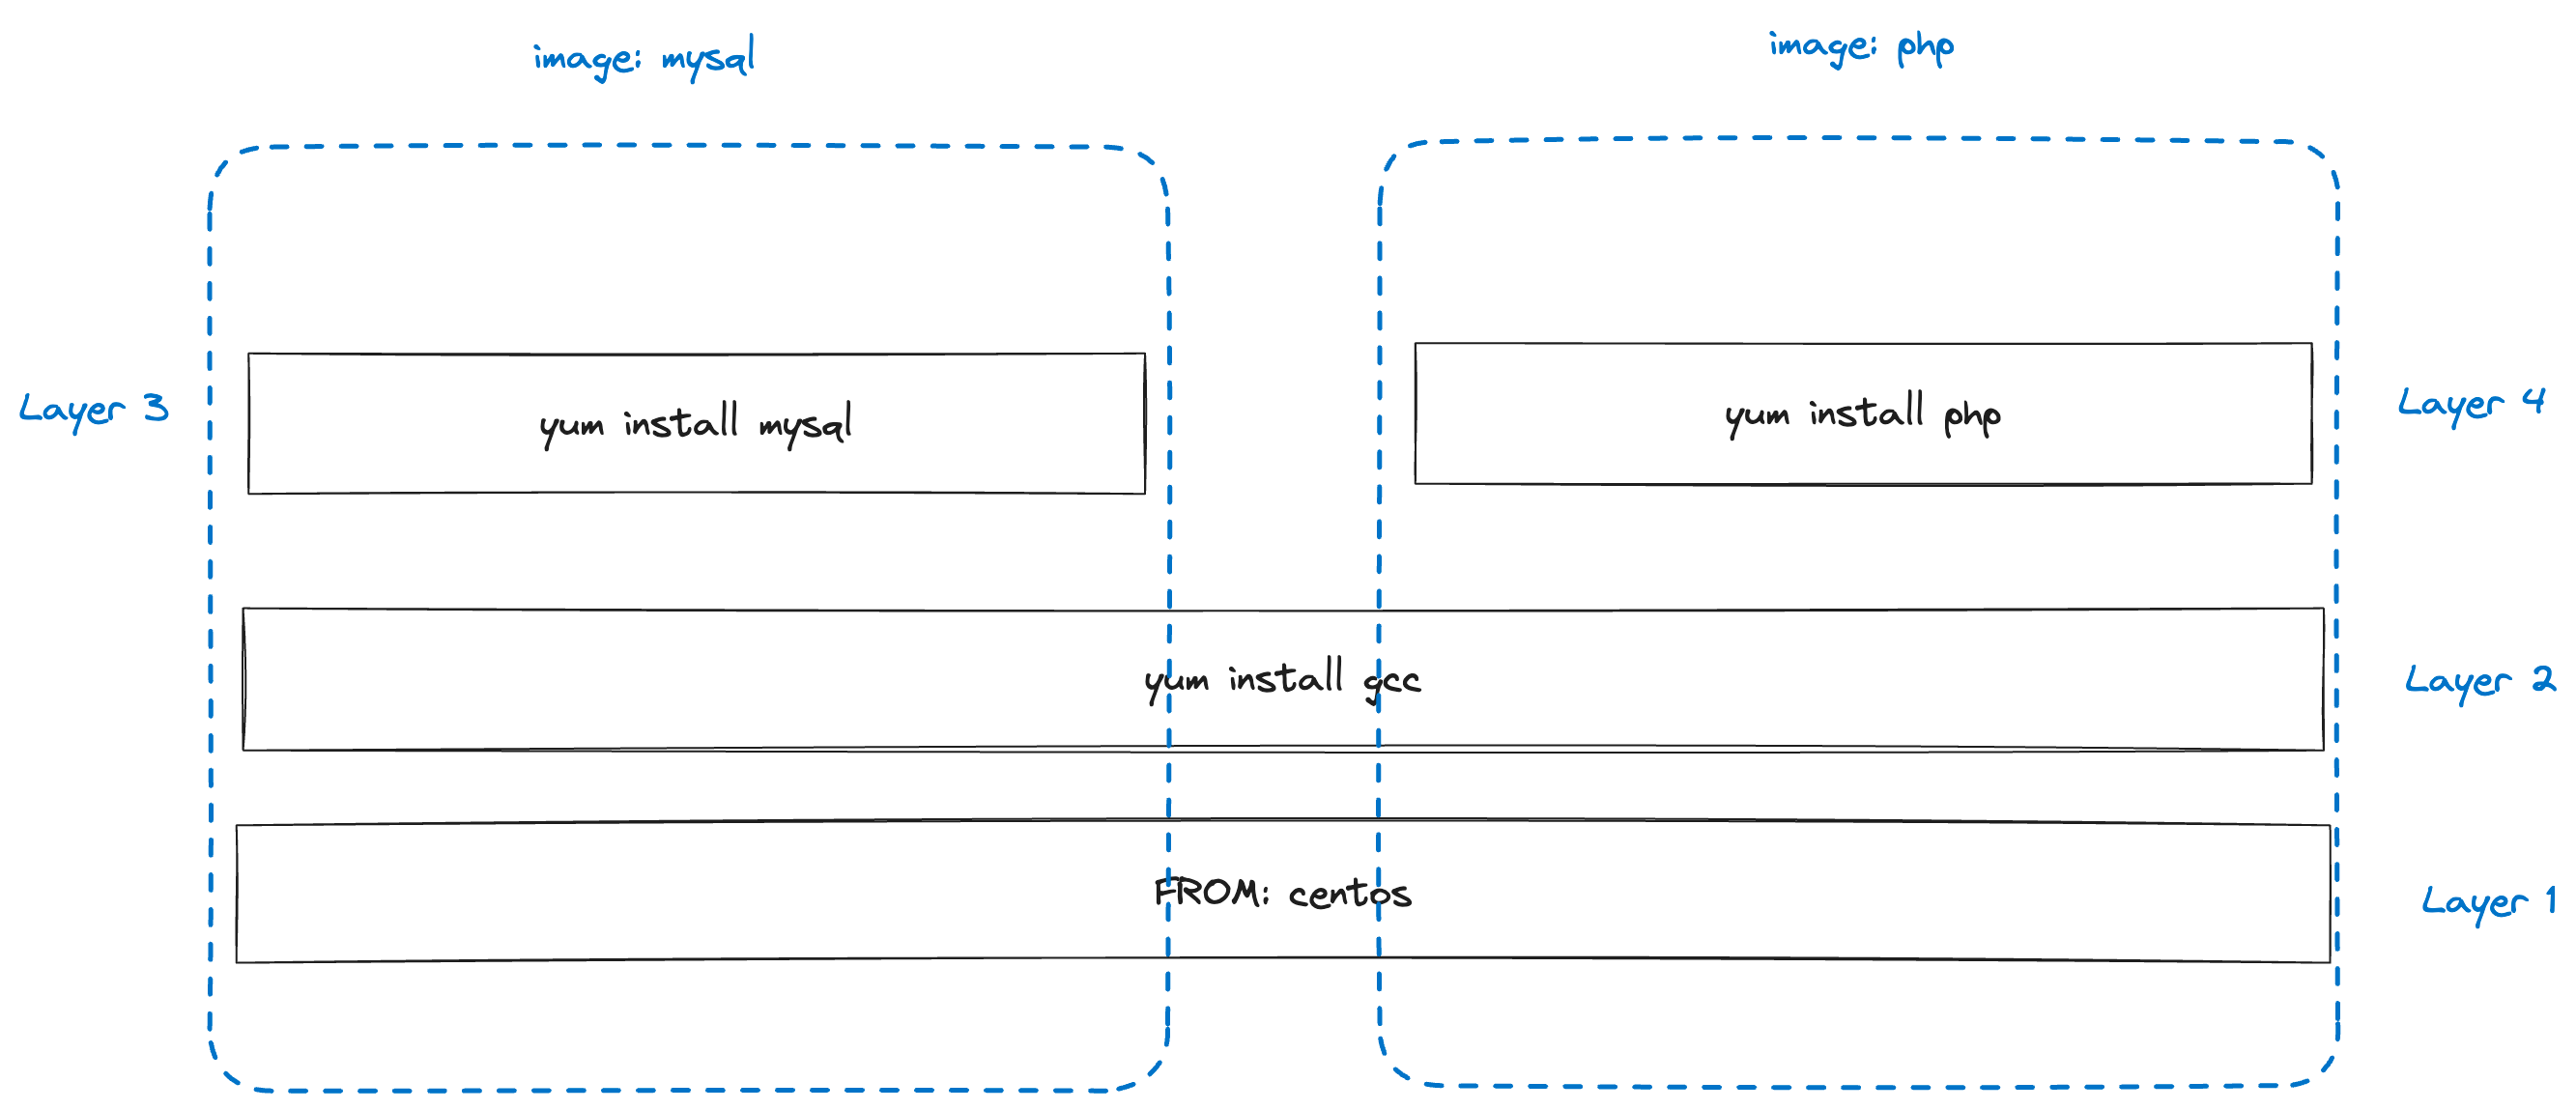 image: mysql
image: php
Layer 3
yum install mysql
yum install php
Layer 4
yum install gcc
Layer 2
FROM: centos
Layer 1